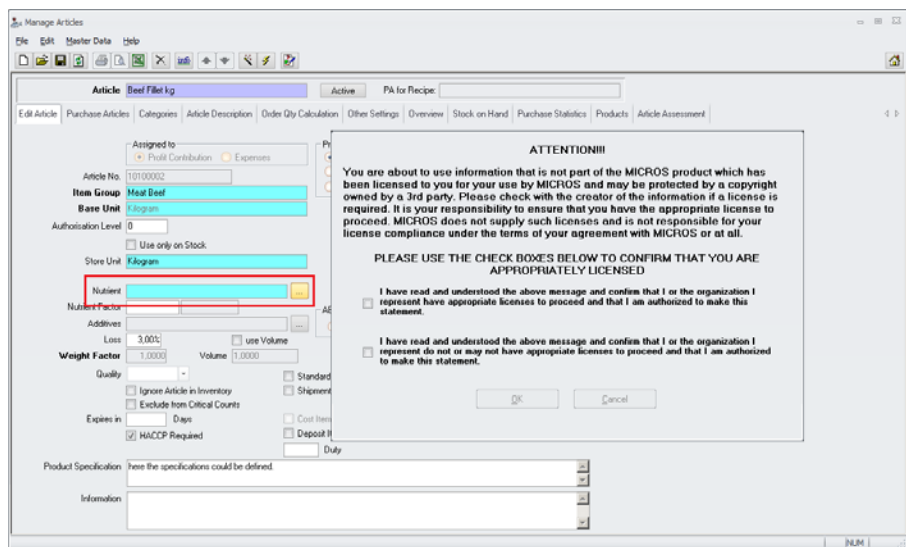 Manage Articles
File Edit Master Data Help
Article Beef Fillet kg Active PA for Recipe:
Edit Article Purchase Articles Categories Article Description Order Qty Calculation Other Settings Overview Stock on Hand Purchase Statistics Products Article Assessment
Assigned to
Profit Contribution Expenses
Article No. 10100002
Item Group Meat Beef
Base Unit Kilogram
Authorisation Level 0
Use only on Stock
Store Unit Kilogram
Nutrient ...
Nutrient Factor
Additives ...
Loss 3,00% use Volume
Weight Factor 1,0000 Volume 1,0000
Quality - Standard
Ignore Article in Inventory Shipment
Exclude from Critical Counts
Expires in Days Cost Item
HACCP Required Deposit
Duty
Product Specification here the specifications could be defined.
Information
ATTENTION!!!
You are about to use information that is not part of the MICROS product which has
been licensed to you for your use by MICROS and may be protected by a copyright
owned by a 3rd party. Please check with the creator of the information if a license is
required. It is your responsibility to ensure that you have the appropriate license to
proceed. MICROS does not supply such licenses and is not responsible for your
license compliance under the terms of your agreement with MICROS or at all.
PLEASE USE THE CHECK BOXES BELOW TO CONFIRM THAT YOU ARE
APPROPRIATELY LICENSED
I have read and understood the above message and confirm that I or the organization I
represent have appropriate licenses to proceed and that I am authorized to make this
statement.
I have read and understood the above message and confirm that I or the organization I
represent do not or may not have appropriate licenses to proceed and that I am authorized
to make this statement.
OK Cancel
NUM